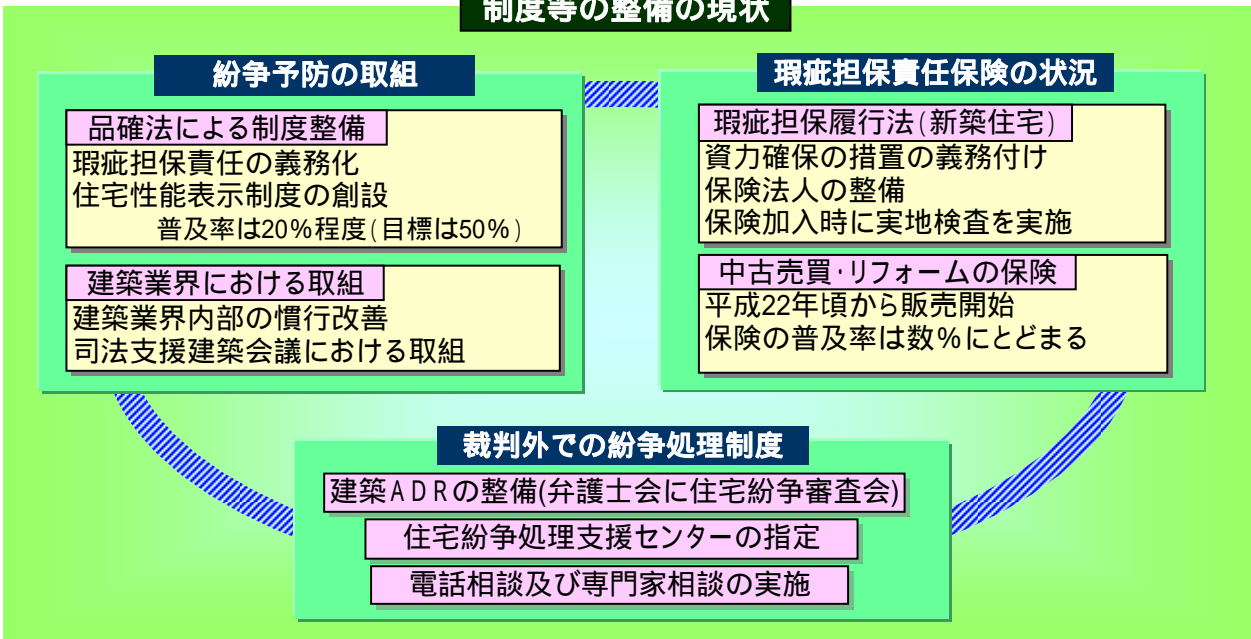 制度等の整備の現状
紛争予防の取組
品確法による制度整備
瑕疵担保責任の義務化
住宅性能表示制度の創設
普及率は20%程度(目標は50%)
建築業界における取組
建築業界内部の慣行改善
司法支援建築会議における取組
瑕疵担保責任保険の状況
瑕疵担保履行法(新築住宅)
資力確保の措置の義務付け
保険法人の整備
保険加入時に実地検査を実施
中古売買・リフォームの保険
平成22年頃から販売開始
保険の普及率は数%にとどまる
裁判外での紛争処理制度
建築ADRの整備(弁護士会に住宅紛争審査会)
住宅紛争処理支援センターの指定
電話相談及び専門家相談の実施